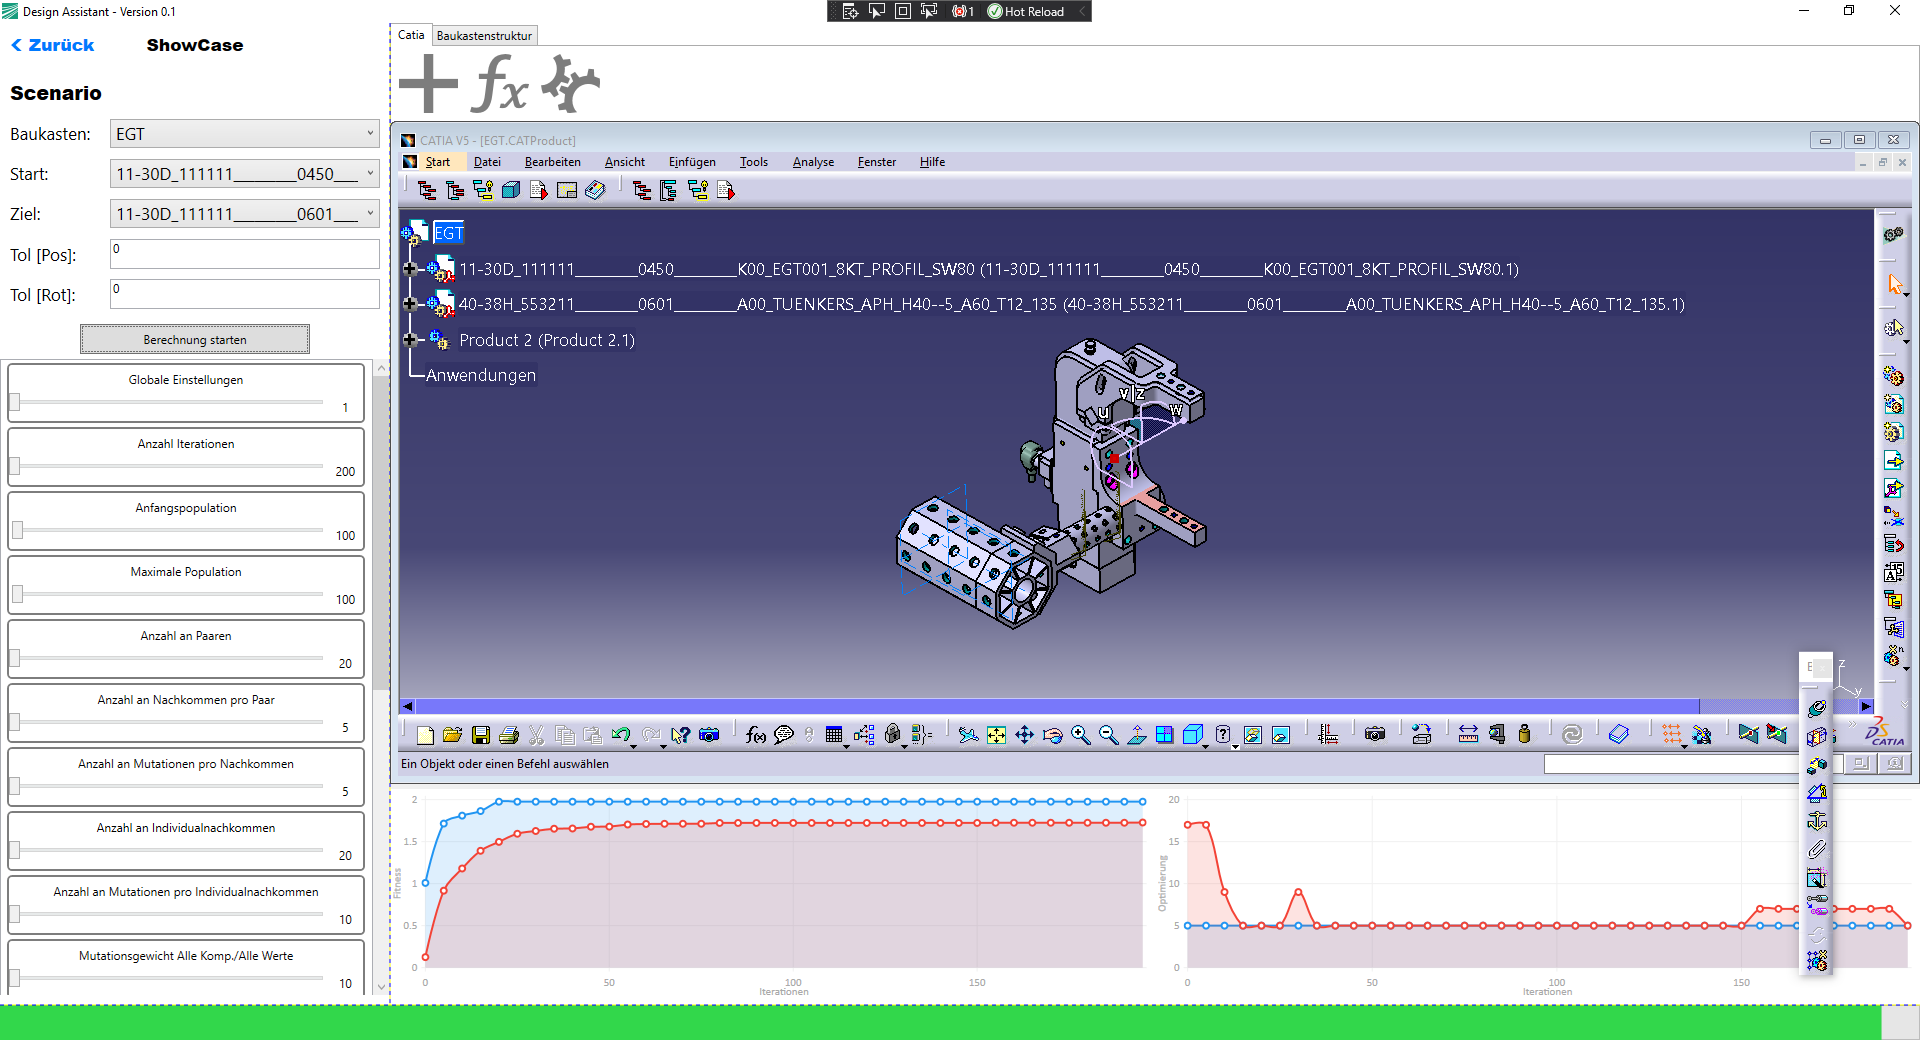 Design Assistant - Version 0.1
1
Hot Reload
Zurück
ShowCase
Scenario
Baukasten:
EGT
Start:
11-30D_111111________0450___
Ziel:
11-30D_111111________0601___
Tol [Pos]:
0
Tol [Rot]:
0
Berechnung starten
Globale Einstellungen
1
Anzahl Iterationen
200
Anfangspopulation
100
Maximale Population
100
Anzahl an Paaren
20
Anzahl an Nachkommen pro Paar
5
Anzahl an Mutationen pro Nachkommen
5
Anzahl an Individualnachkommen
20
Anzahl an Mutationen pro Individualnachkommen
10
Mutationsgewicht Alle Komp./Alle Werte
10
Catia
Baukastenstruktur
fx
CATIA V5 - [EGT.CATProduct]
Start Datei Bearbeiten Ansicht Einfügen Tools Analyse Fenster Hilfe
EGT
11-30D_111111________0450________K00_EGT001_8KT_PROFIL_SW80 (11-30D_111111________0450________K00_EGT001_8KT_PROFIL_SW80.1)
40-38H_553211________0601________A00_TUENKERS_APH_H40--5_A60_T12_135 (40-38H_553211________0601________A00_TUENKERS_APH_H40--5_A60_T12_135.1)
Product 2 (Product 2.1)
Anwendungen
v z
u
w
E
z
y
f(x)
CATIA
Ein Objekt oder einen Befehl auswählen
2
1.5
1
0.5
0
Fitness
0 50 100 150
Iterationen
20
15
10
5
0
Optimierung
0 50 100 150
Iterationen